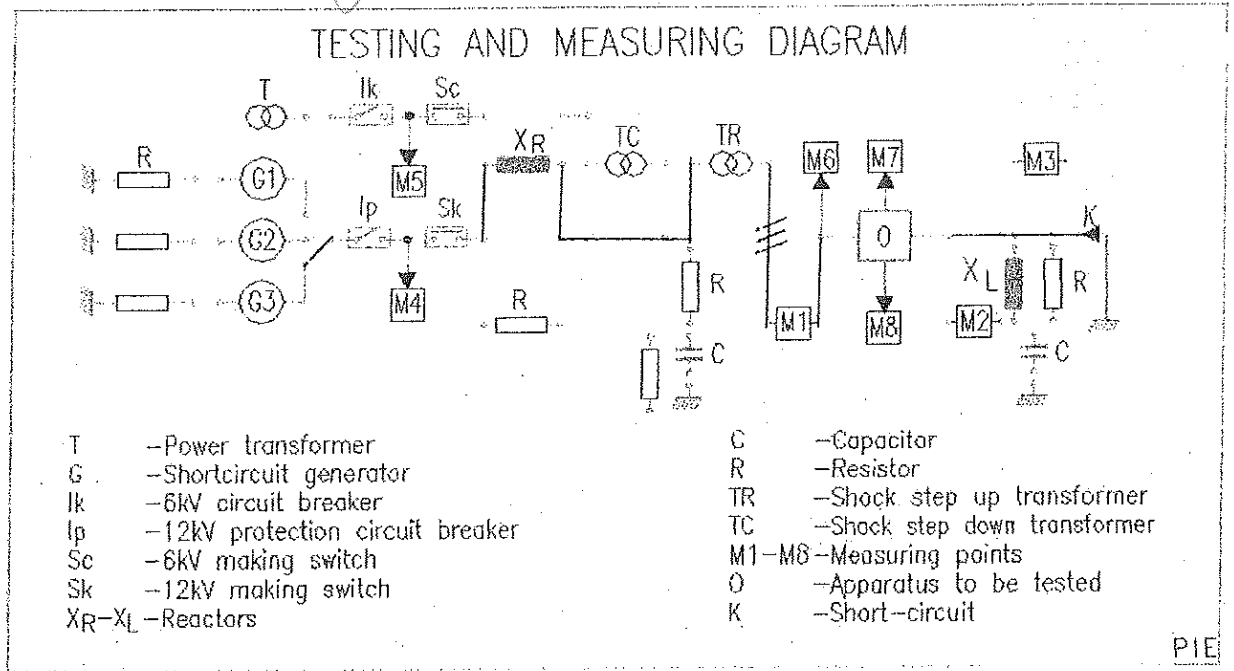 TESTING AND MEASURING DIAGRAM
T Ik Sc
R G1 M5 XR TC TR M6 M7 M3
Ip Sk K
G2 O
R XL R
G3 M4 R M1 M8 M2
C C
T -Power transformer
G -Shortcircuit generator
Ik -6kV circuit breaker
Ip -12kV protection circuit breaker
Sc -6kV making switch
Sk -12kV making switch
XR-XL -Reactors
C -Capacitor
R -Resistor
TR -Shock step up transformer
TC -Shock step down transformer
M1-M8 -Measuring points
O -Apparatus to be tested
K -Short-circuit
PIE